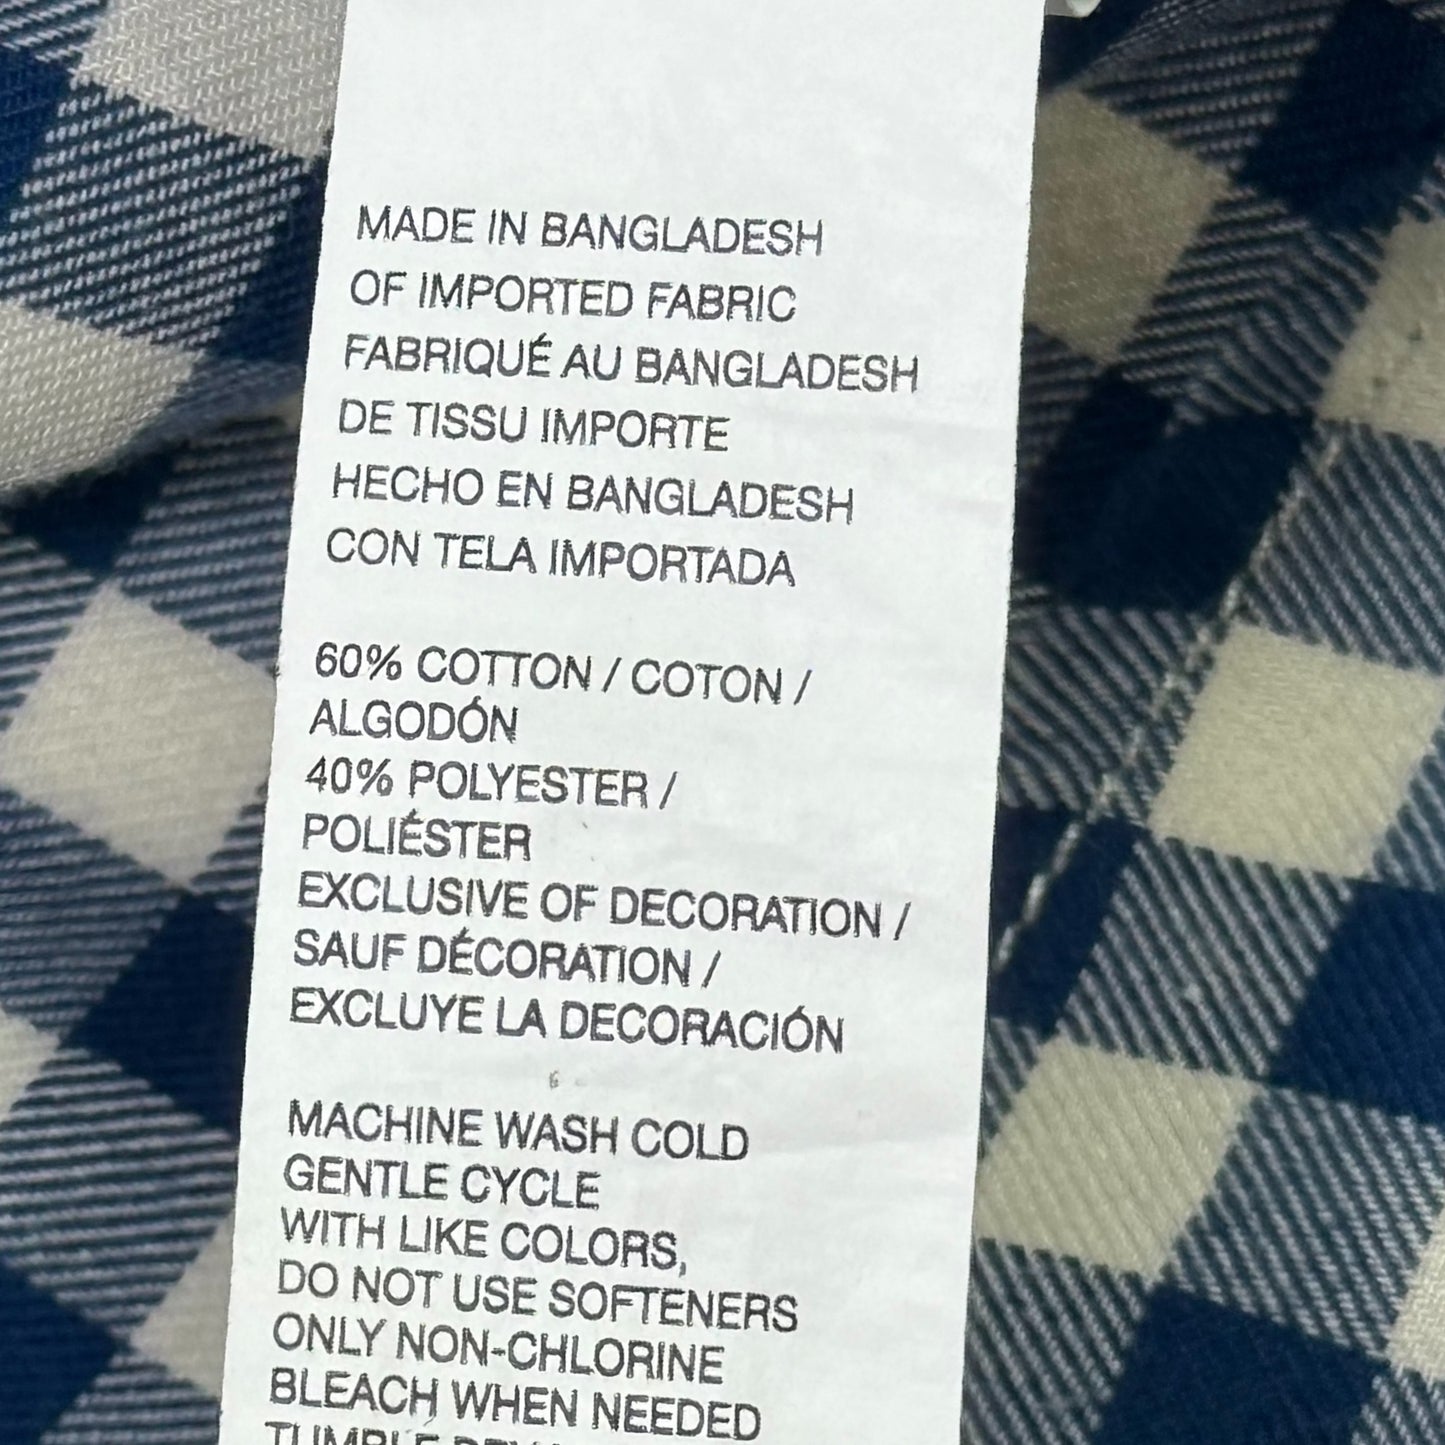 MADE IN BANGLADESH
OF IMPORTED FABRIC
FABRIQUÉ AU BANGLADESH
DE TISSU IMPORTE
HECHO EN BANGLADESH
CON TELA IMPORTADA
60% COTTON / COTON /
ALGODÓN
40% POLYESTER /
POLIÉSTER
EXCLUSIVE OF DECORATION /
SAUF DÉCORATION /
EXCLUYE LA DECORACIÓN
MACHINE WASH COLD
GENTLE CYCLE
WITH LIKE COLORS,
DO NOT USE SOFTENERS
ONLY NON-CHLORINE
BLEACH WHEN NEEDED
TUMBLE